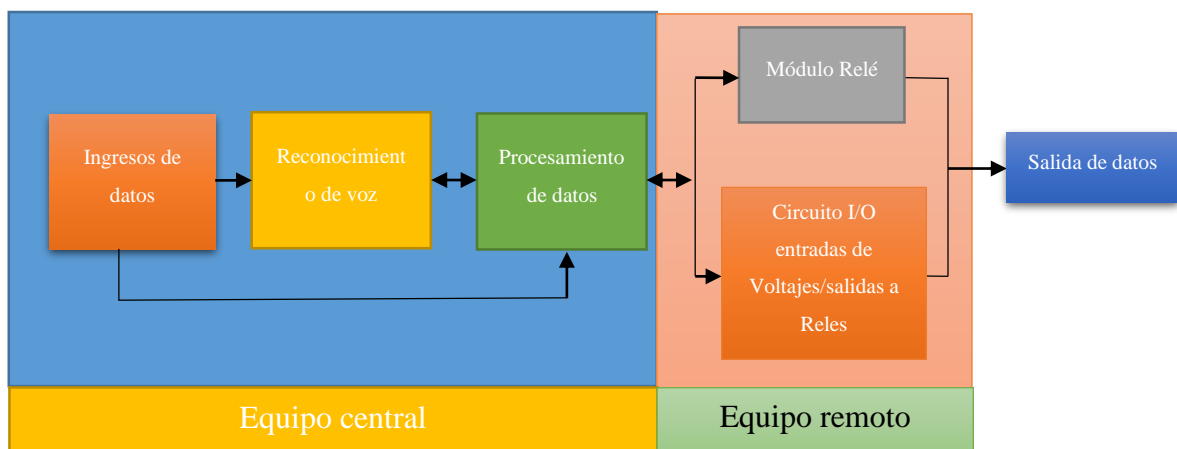 Ingresos de
datos
Reconocimient
o de voz
Procesamiento
de datos
Módulo Relé
Circuito I/O
entradas de
Voltajes/salidas a
Reles
Salida de datos
Equipo central
Equipo remoto